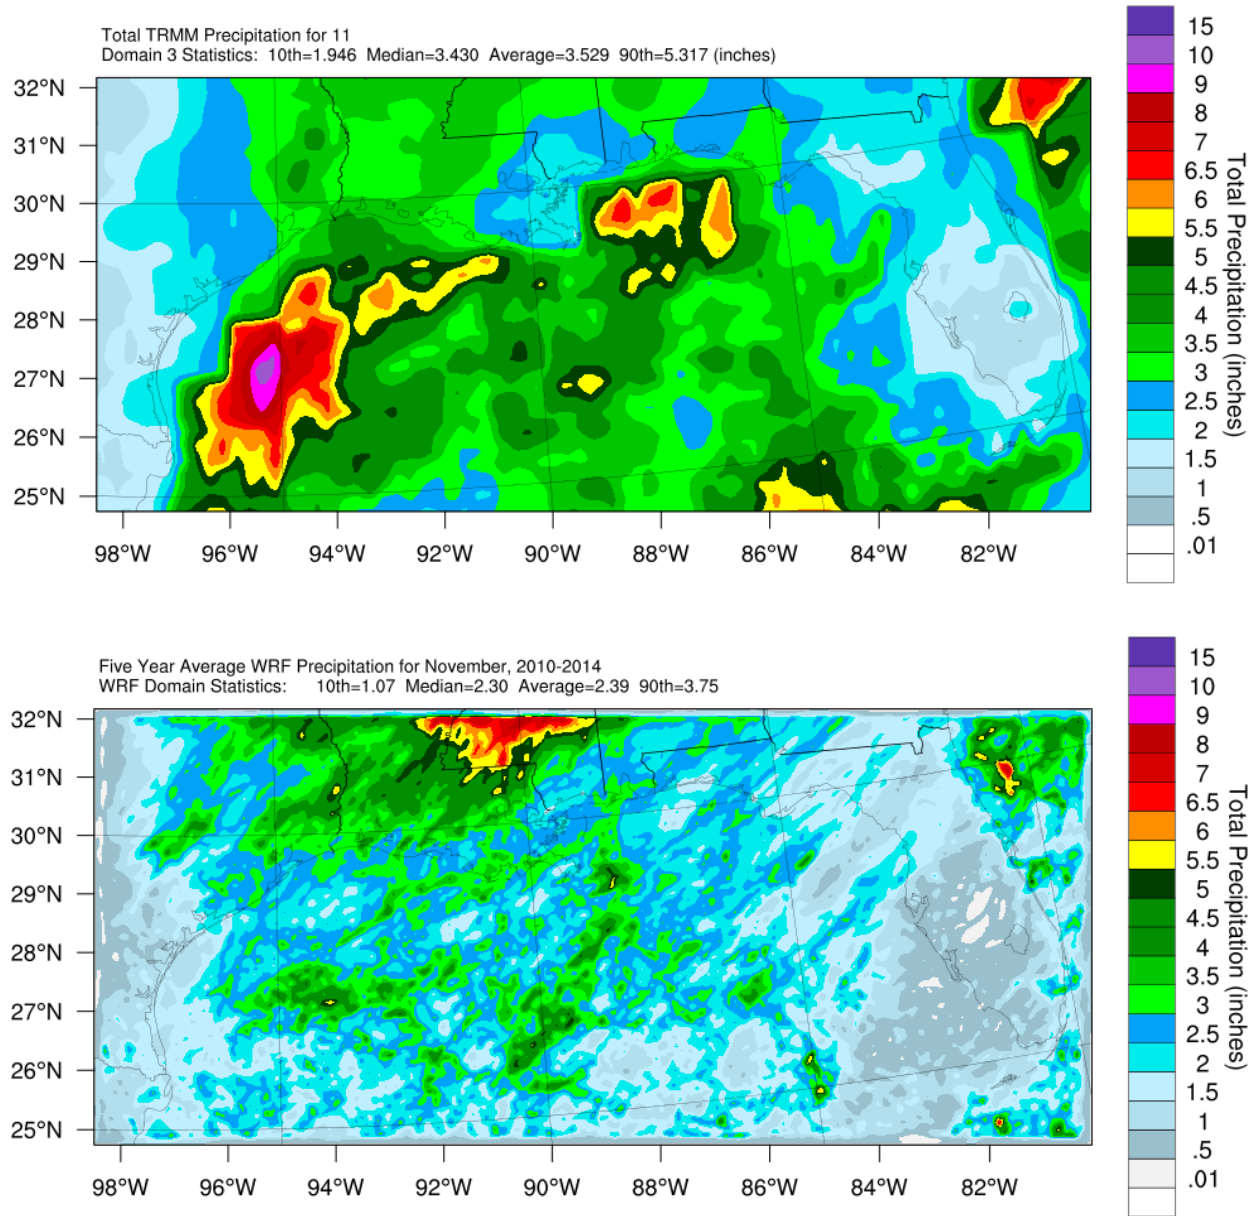 Total TRMM Precipitation for 11
Domain 3 Statistics: 10th=1.946 Median=3.430 Average=3.529 90th=5.317 (inches)
32°N
31°N
30°N
29°N
28°N
27°N
26°N
25°N
98°W 96°W 94°W 92°W 90°W 88°W 86°W 84°W 82°W
15
10
9
8
7
6.5
6
5.5
5
4.5
4
3.5
3
2.5
2
1.5
1
.5
.01
Total Precipitation (inches)
Five Year Average WRF Precipitation for November, 2010-2014
WRF Domain Statistics: 10th=1.07 Median=2.30 Average=2.39 90th=3.75
32°N
31°N
30°N
29°N
28°N
27°N
26°N
25°N
98°W 96°W 94°W 92°W 90°W 88°W 86°W 84°W 82°W
15
10
9
8
7
6.5
6
5.5
5
4.5
4
3.5
3
2.5
2
1.5
1
.5
.01
Total Precipitation (inches)